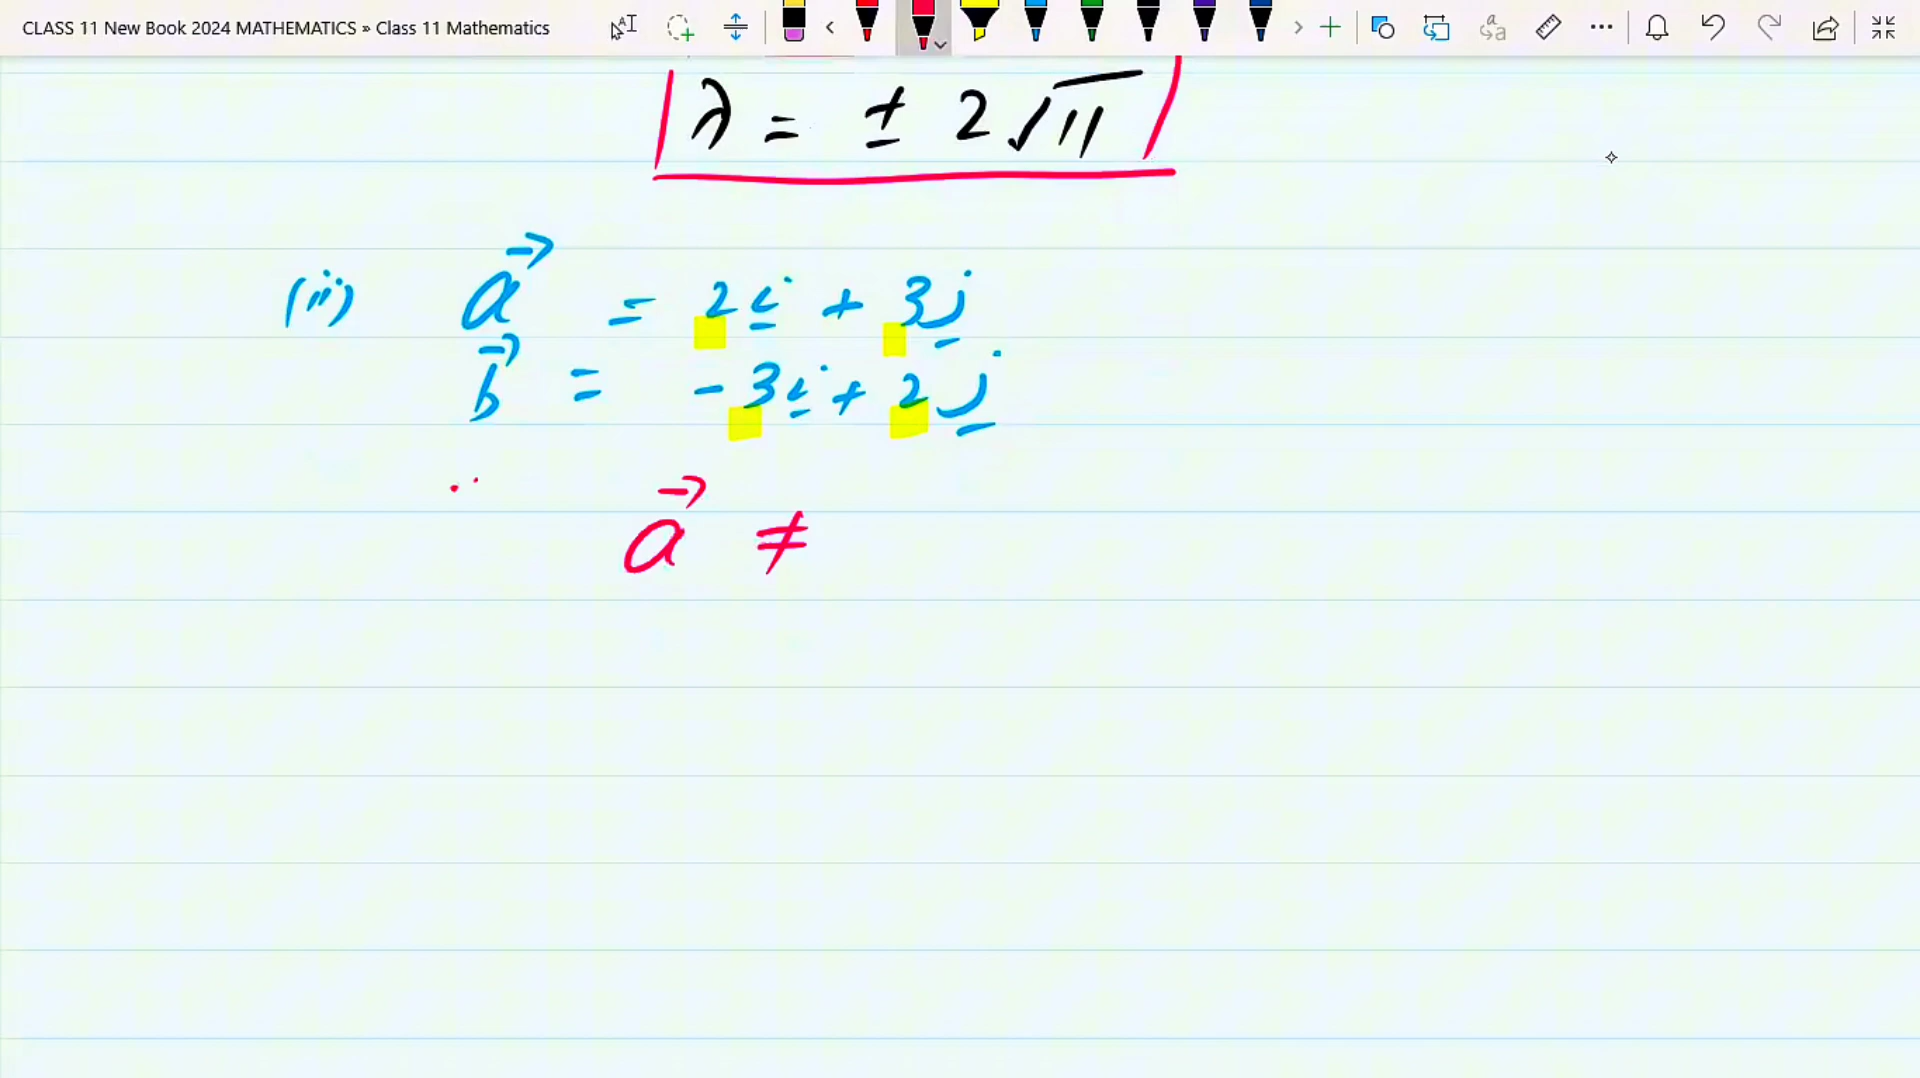 CLASS 11 New Book 2024 MATHEMATICS » Class 11 Mathematics
λ = ± 2√11
(ii) a⃗ = 2i + 3j
b⃗ = - 3i + 2j
∵ a⃗ ≠